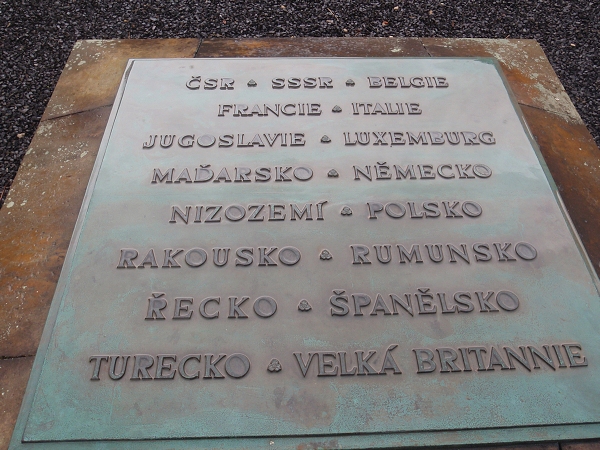 ČSR SSSR BELGIE
FRANCIE ITALIE
JUGOSLAVIE LUXEMBURG
MAĎARSKO NĚMECKO
NIZOZEMÍ POLSKO
RAKOUSKO RUMUNSKO
ŘECKO ŠPANĚLSKO
TURECKO VELKÁ BRITANNIE